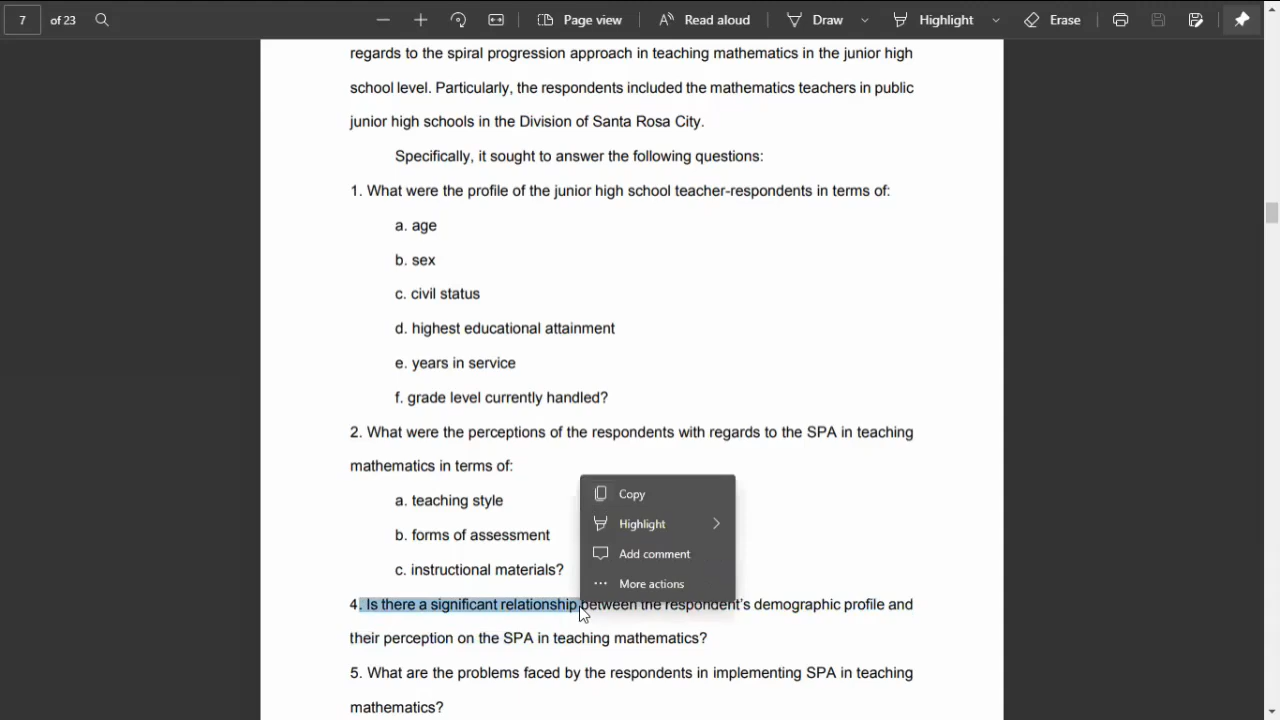 7 of 23 Page view Read aloud Draw Highlight Erase
regards to the spiral progression approach in teaching mathematics in the junior high
school level. Particularly, the respondents included the mathematics teachers in public
junior high schools in the Division of Santa Rosa City.
Specifically, it sought to answer the following questions:
1. What were the profile of the junior high school teacher-respondents in terms of:
a. age
b. sex
c. civil status
d. highest educational attainment
e. years in service
f. grade level currently handled?
2. What were the perceptions of the respondents with regards to the SPA in teaching
mathematics in terms of:
a. teaching style
b. forms of assessment
c. instructional materials?
Copy
Highlight
Add comment
More actions
4. Is there a significant relationship between the respondent's demographic profile and
their perception on the SPA in teaching mathematics?
5. What are the problems faced by the respondents in implementing SPA in teaching
mathematics?